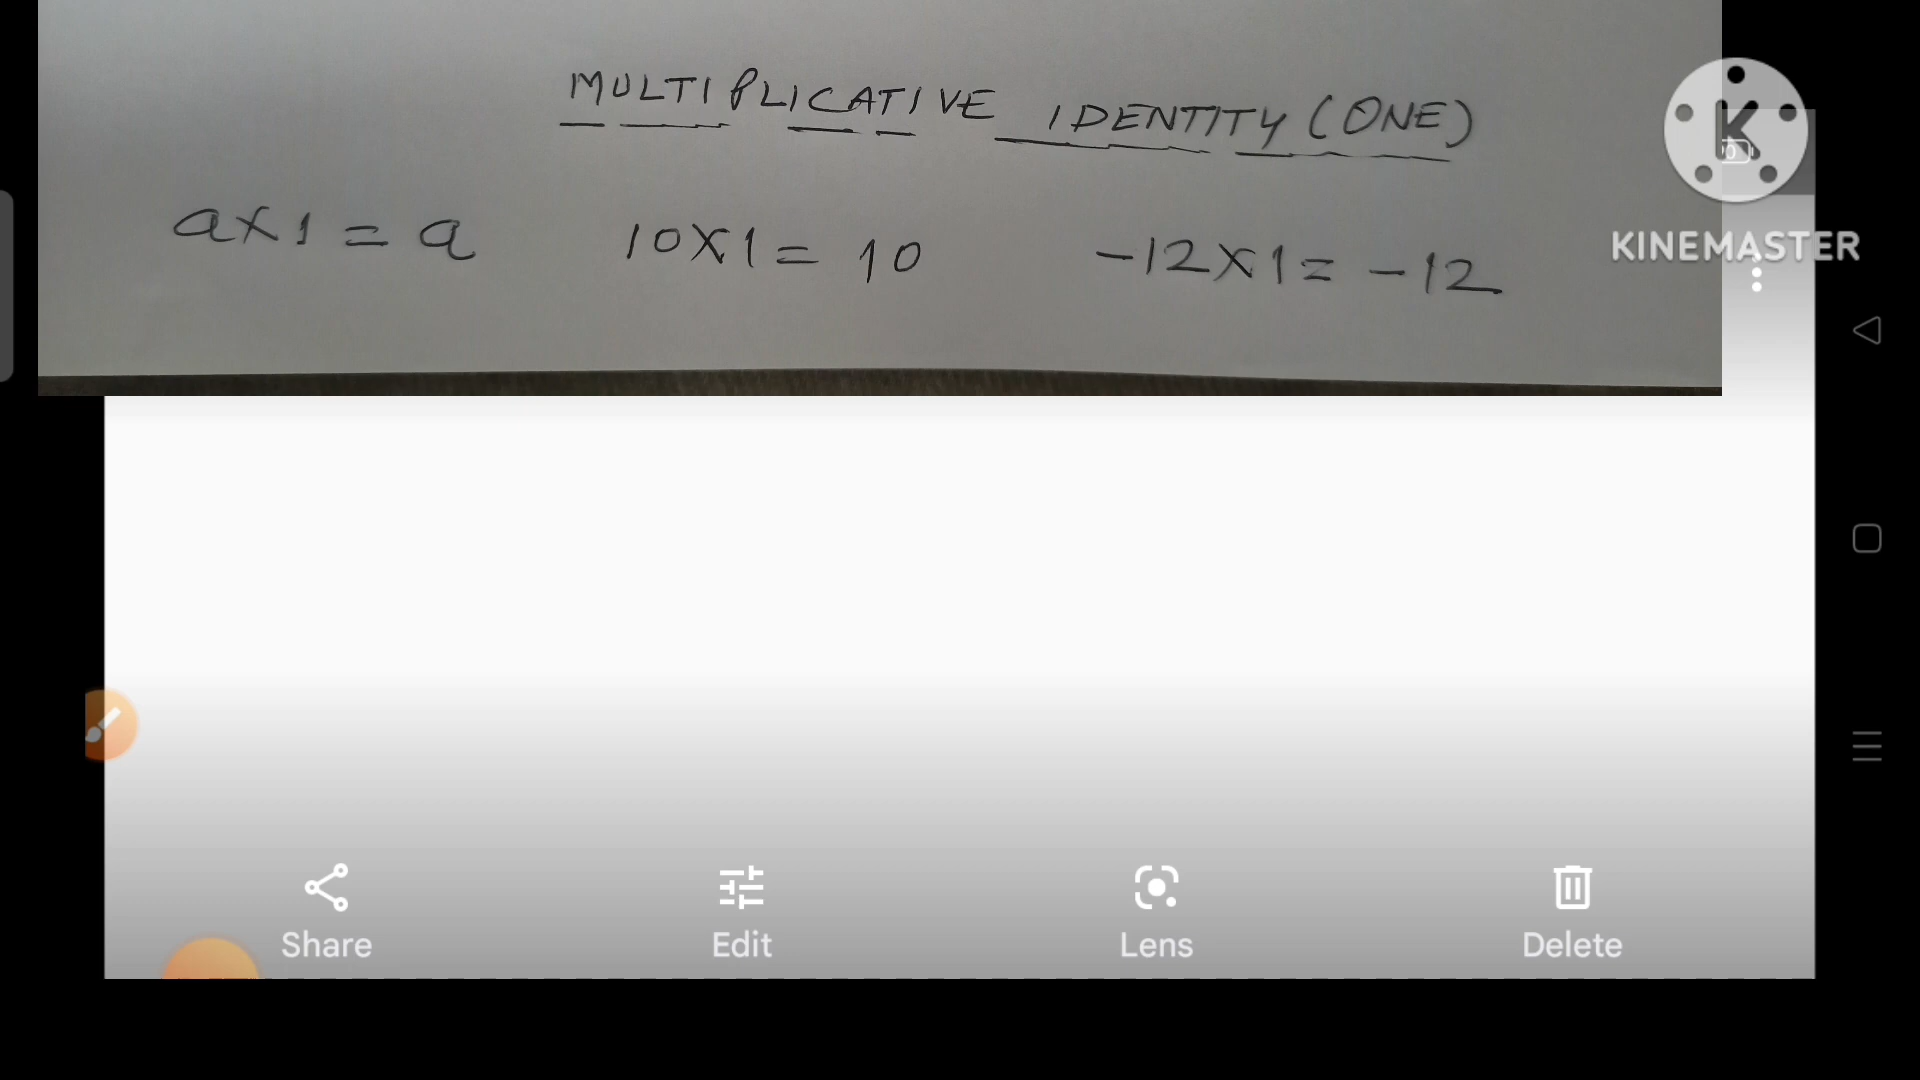 MULTIPLICATIVE IDENTITY (ONE)
a×1 = a 10×1 = 10 -12×1 = -12
KINEMASTER
Share Edit Lens Delete